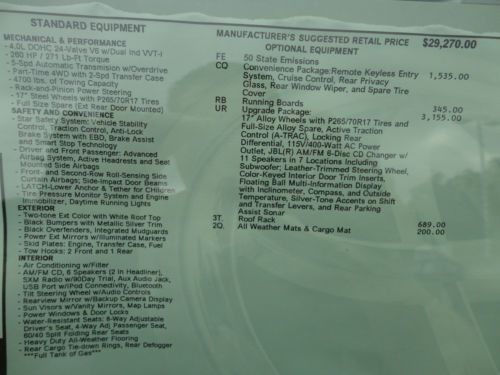 STANDARD EQUIPMENT
MECHANICAL & PERFORMANCE
- 4.0L DOHC 24-Valve V6 w/Dual Ind VVT-i
- 260 HP / 271 Lb-Ft Torque
- 5-Spd Automatic Transmission w/Overdrive
- Part-Time 4WD with 2-Spd Transfer Case
- 4700 lbs. of Towing Capacity
- Rack-and-Pinion Power Steering
- 17" Steel Wheels with P265/70R17 Tires
- Full Size Spare (Ext Rear Door Mounted)
SAFETY AND CONVENIENCE
- Star Safety System: Vehicle Stability
Control, Traction Control, Anti-Lock
Brake System with EBD, Brake Assist
and Smart Stop Technology
- Driver and Front Passenger: Advanced
Airbag System, Active Headrests and Seat
Mounted Side Airbags
- Front- and Second-Row Roll-Sensing Side
Curtain Airbags; Side-Impact Door Beams
- LATCH-Lower Anchor & Tether for Children
- Tire Pressure Monitor System and Engine
Immobilizer, Daytime Running Lights
EXTERIOR
- Two-tone Ext Color with White Roof Top
- Black Bumpers with Metallic Silver Trim
- Black Overfenders, Integrated Mudguards
- Power Ext Mirrors w/Illuminated Markers
- Skid Plates: Engine, Transfer Case, Fuel
- Tow Hooks: 2 Front and 1 Rear
INTERIOR
- Air Conditioning w/Filter
- AM/FM CD, 6 Speakers (2 in Headliner),
SXM Radio w/90Day Trial, Aux Audio Jack,
USB Port w/iPod Connectivity, Bluetooth
- Tilt Steering Wheel w/Audio Controls
- Rearview Mirror w/Backup Camera Display
- Sun Visors w/Vanity Mirrors, Map Lamps
- Power Windows & Door Locks
- Water-Resistant Seats: 8-Way Adjustable
Driver's Seat, 4-Way Adj Passenger Seat,
60/40 Split Folding Rear Seats
- Heavy Duty All-Weather Flooring
- Rear Cargo Tie-down Rings, Rear Defogger
***Full Tank of Gas***
MANUFACTURER'S SUGGESTED RETAIL PRICE $29,270.00
OPTIONAL EQUIPMENT
FE 50 State Emissions
CQ Convenience Package:Remote Keyless Entry 1,535.00
System, Cruise Control, Rear Privacy
Glass, Rear Window Wiper, and Spare Tire
Cover
RB Running Boards 345.00
UR Upgrade Package: 3,155.00
17" Alloy Wheels with P265/70R17 Tires and
Full-Size Alloy Spare, Active Traction
Control (A-TRAC), Locking Rear
Differential, 115V/400-Watt AC Power
Outlet, JBL(R) AM/FM 6-Disc CD Changer w/
11 Speakers in 7 Locations Including
Subwoofer, Leather-Trimmed Steering Wheel,
Color-Keyed Interior Door Trim Inserts,
Floating Ball Multi-Information Display
with Inclinometer, Compass, and Outside
Temperature, Silver-Tone Accents on Shift
and Transfer Levers, and Rear Parking
Assist Sonar
3T. Roof Rack 689.00
2Q. All Weather Mats & Cargo Mat 200.00